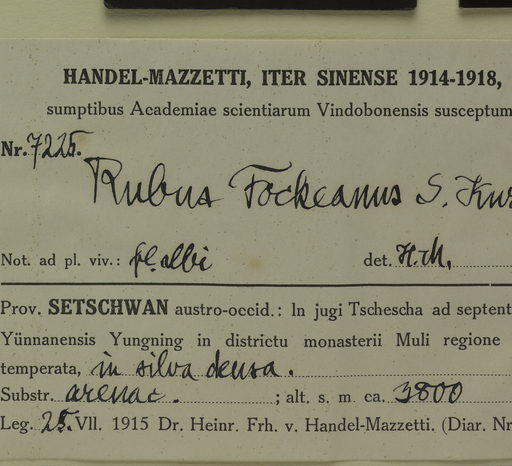 HANDEL-MAZZETTI, ITER SINENSE 1914-1918,
sumptibus Academiae scientiarum Vindobonensis susceptum
Nr. 7225.
Rubus Fockeanus S. Kurz
Not. ad pl. viv.: fl. albi det. H.M.
Prov. SETSCHWAN austro-occid.: In jugi Tschescha ad septent
Yünnanensis Yungning in districtu monasterii Muli regione
temperata, in silva densa.
Substr. arenac. ; alt. s. m. ca. 3800
Leg. 25. VII. 1915 Dr. Heinr. Frh. v. Handel-Mazzetti. (Diar. Nr